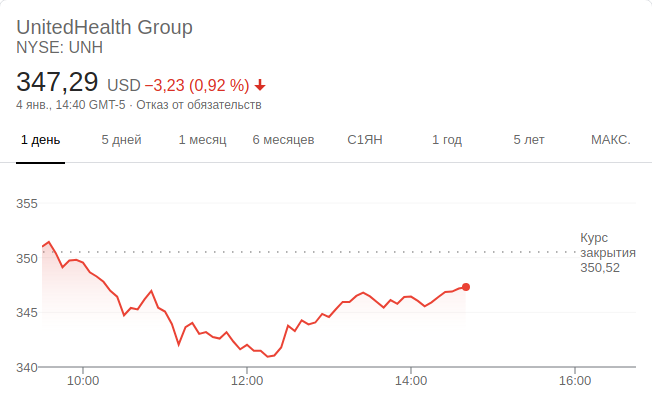 UnitedHealth Group
NYSE: UNH
347,29 USD −3,23 (0,92 %)
4 янв., 14:40 GMT-5 · Отказ от обязательств
1 день 5 дней 1 месяц 6 месяцев С1ЯН 1 год 5 лет МАКС.
355
350
345
340
Курс
закрытия
350,52
10:00 12:00 14:00 16:00